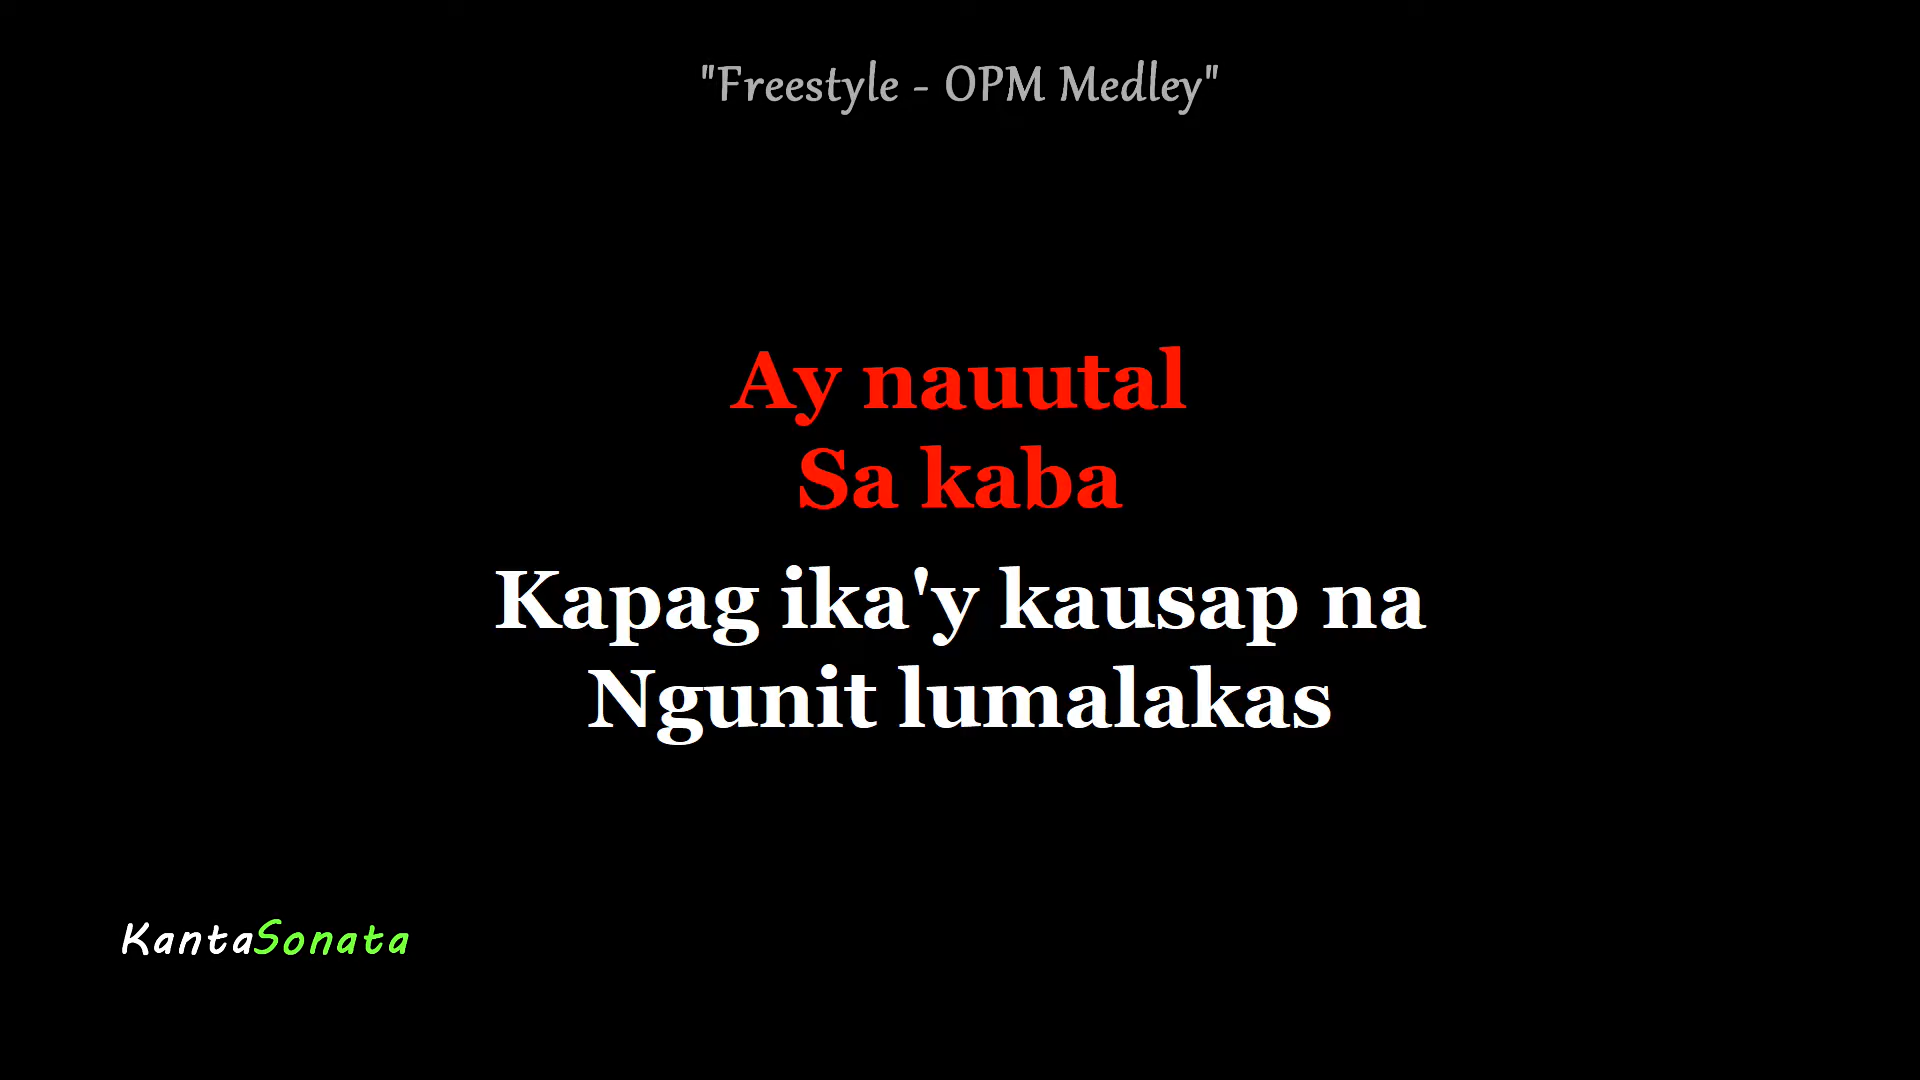 "Freestyle - OPM Medley"
Ay nauutal
Sa kaba
Kapag ika'y kausap na
Ngunit lumalakas
KantaSonata